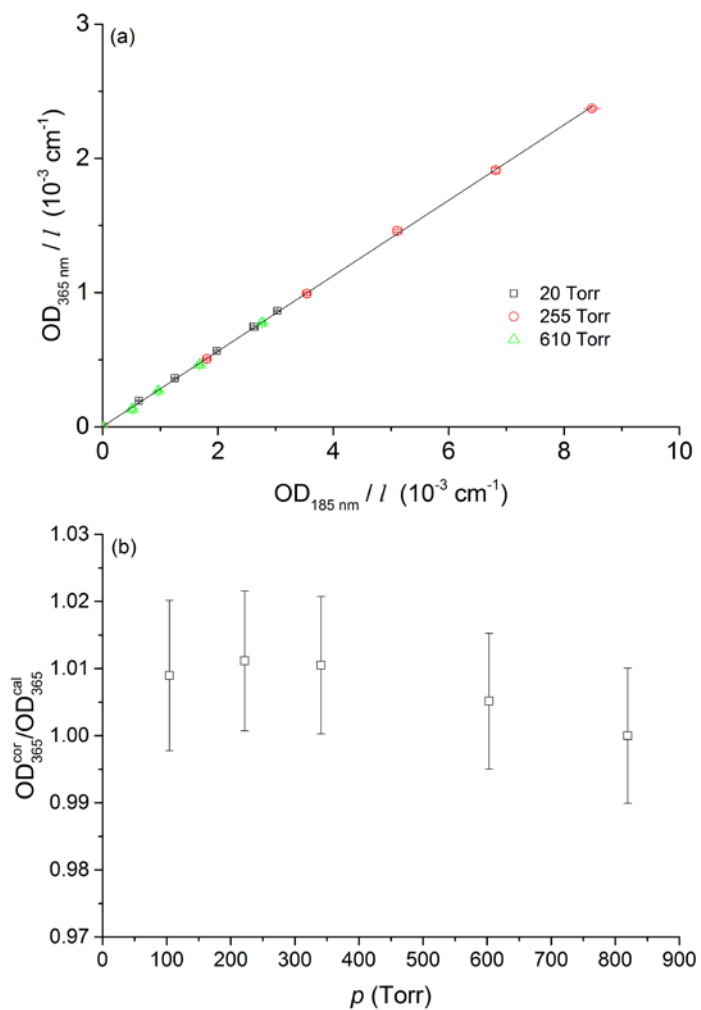 (a)
3
2
1
0
OD365 nm / l (10-3 cm-1)
20 Torr
255 Torr
610 Torr
0 2 4 6 8 10
OD185 nm / l (10-3 cm-1)
(b)
1.03
1.02
1.01
1.00
0.99
0.98
0.97
ODcor365/ODcal365
0 100 200 300 400 500 600 700 800 900
p (Torr)